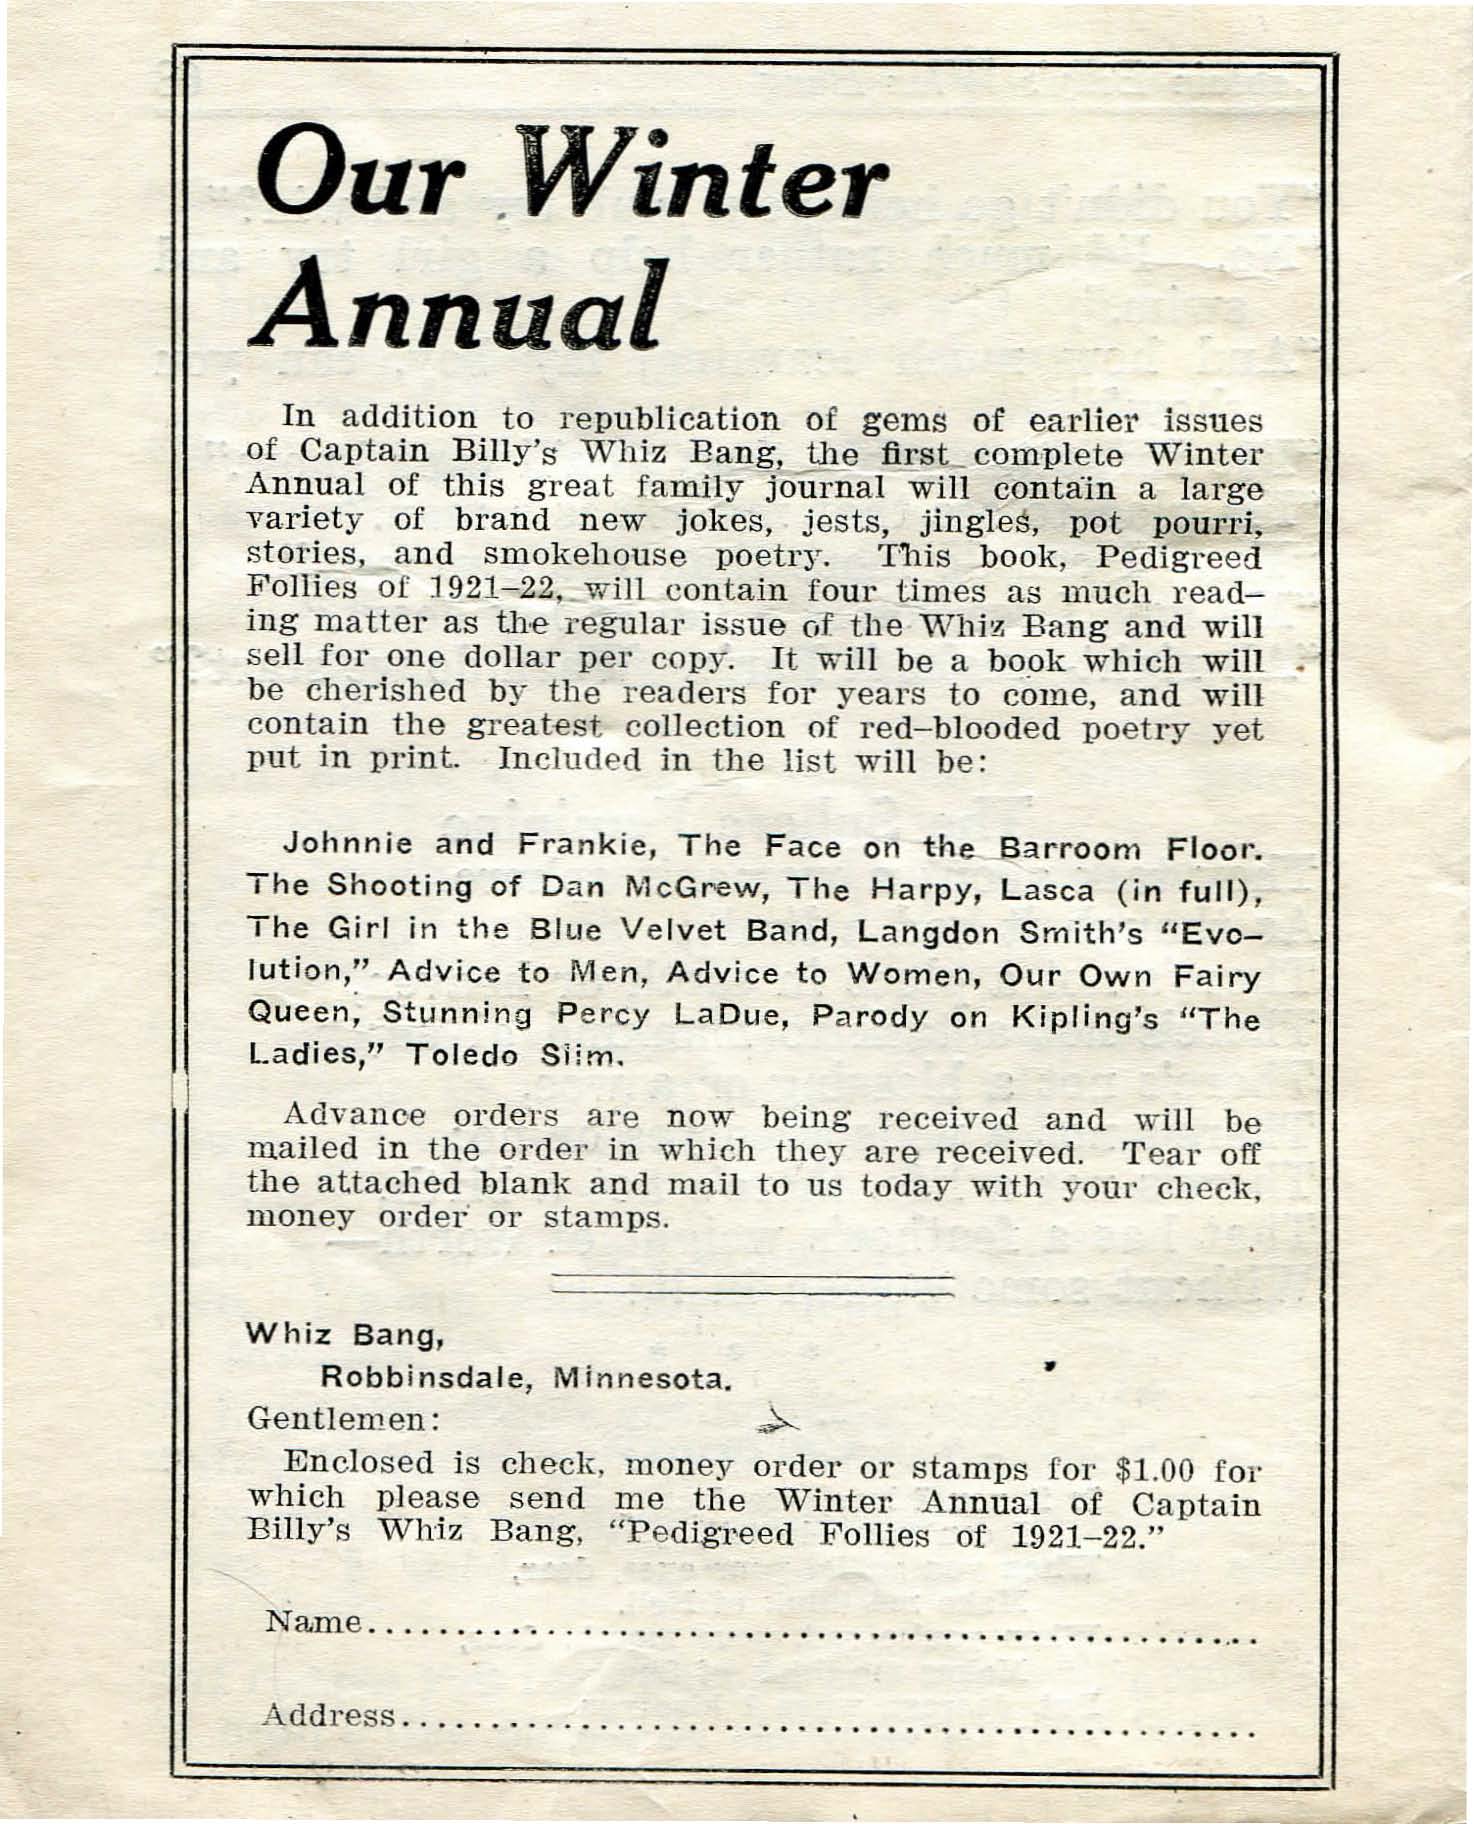 Our Winter
Annual
In addition to republication of gems of earlier issues
of Captain Billy's Whiz Bang, the first complete Winter
Annual of this great family journal will contain a large
variety of brand new jokes, jests, jingles, pot pourri,
stories, and smokehouse poetry. This book, Pedigreed
Follies of 1921-22, will contain four times as much read-
ing matter as the regular issue of the Whiz Bang and will
sell for one dollar per copy. It will be a book which will
be cherished by the readers for years to come, and will
contain the greatest collection of red-blooded poetry yet
put in print. Included in the list will be:
Johnnie and Frankie, The Face on the Barroom Floor.
The Shooting of Dan McGrew, The Harpy, Lasca (in full),
The Girl in the Blue Velvet Band, Langdon Smith's "Evo-
lution," Advice to Men, Advice to Women, Our Own Fairy
Queen, Stunning Percy LaDue, Parody on Kipling's "The
Ladies," Toledo Slim.
Advance orders are now being received and will be
mailed in the order in which they are received. Tear off
the attached blank and mail to us today with your check,
money order or stamps.
Whiz Bang,
Robbinsdale, Minnesota.
Gentlemen:
Enclosed is check, money order or stamps for $1.00 for
which please send me the Winter Annual of Captain
Billy's Whiz Bang, "Pedigreed Follies of 1921-22."
Name....................................................
Address.................................................